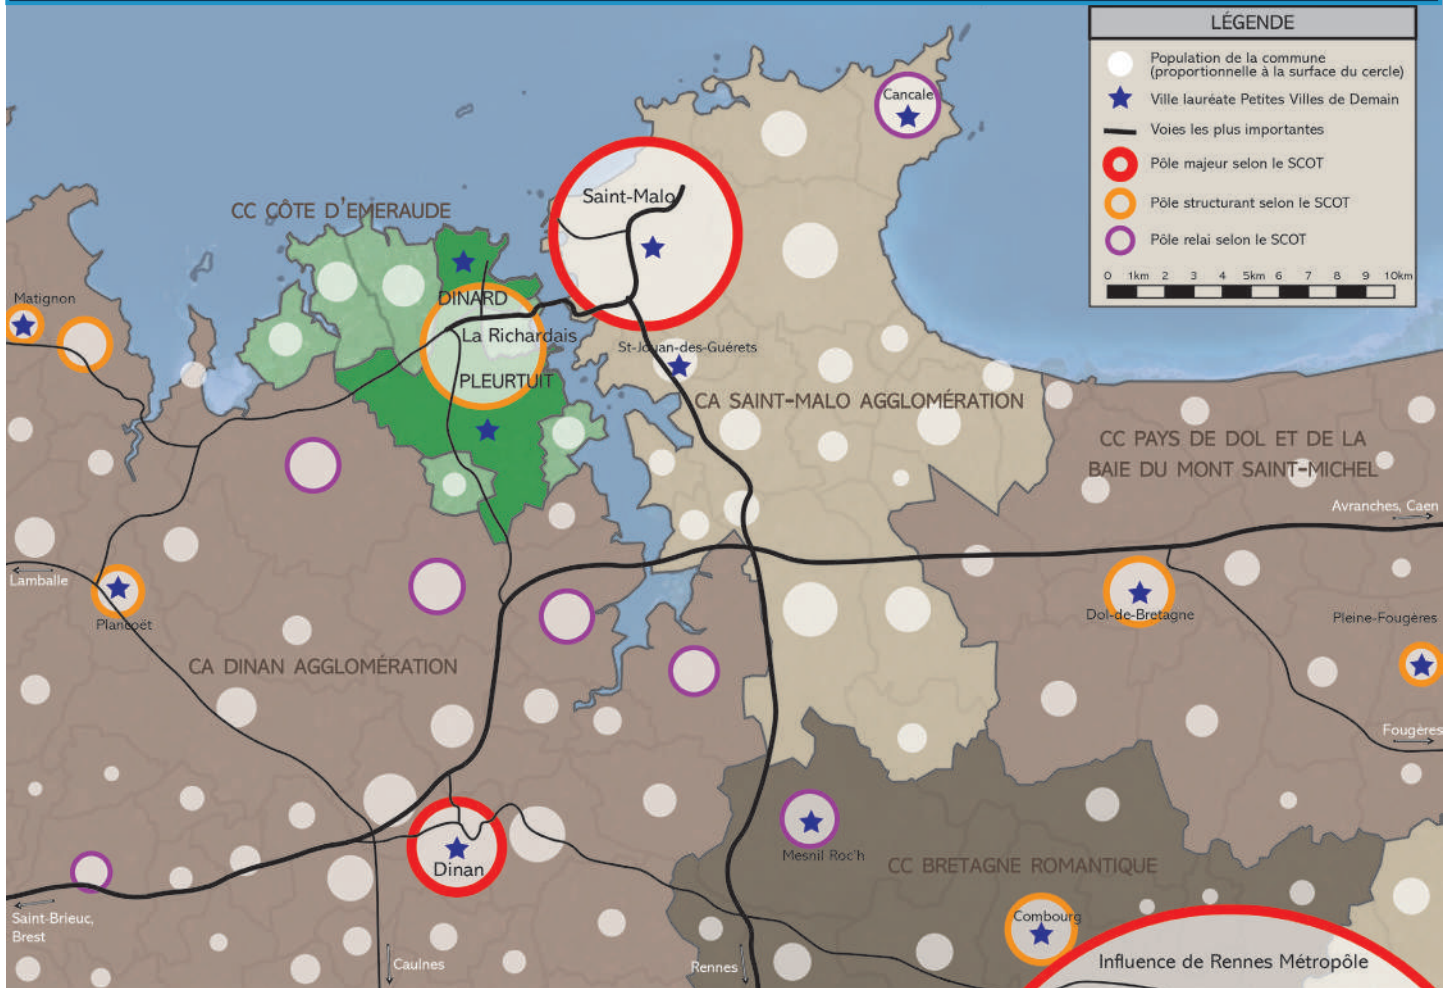 LÉGENDE
Population de la commune
(proportionnelle à la surface du cercle)
Ville lauréate Petites Villes de Demain
Voies les plus importantes
Pôle majeur selon le SCOT
Pôle structurant selon le SCOT
Pôle relai selon le SCOT
0 1km 2 3 4 5km 6 7 8 9 10km
Cancale
Saint-Malo
CC CÔTE D'EMERAUDE
Matignon
DINARD
La Richardais
St-Jouan-des-Guérets
PLEURTUIT
CA SAINT-MALO AGGLOMÉRATION
CC PAYS DE DOL ET DE LA
BAIE DU MONT SAINT-MICHEL
Avranches, Caen
Lamballe
Plancoët
Dol-de-Bretagne
Pleine-Fougères
CA DINAN AGGLOMÉRATION
Fougères
Mesnil Roc'h
CC BRETAGNE ROMANTIQUE
Dinan
Saint-Brieuc,
Brest
Combourg
Caulnes
Rennes
Influence de Rennes Métropôle